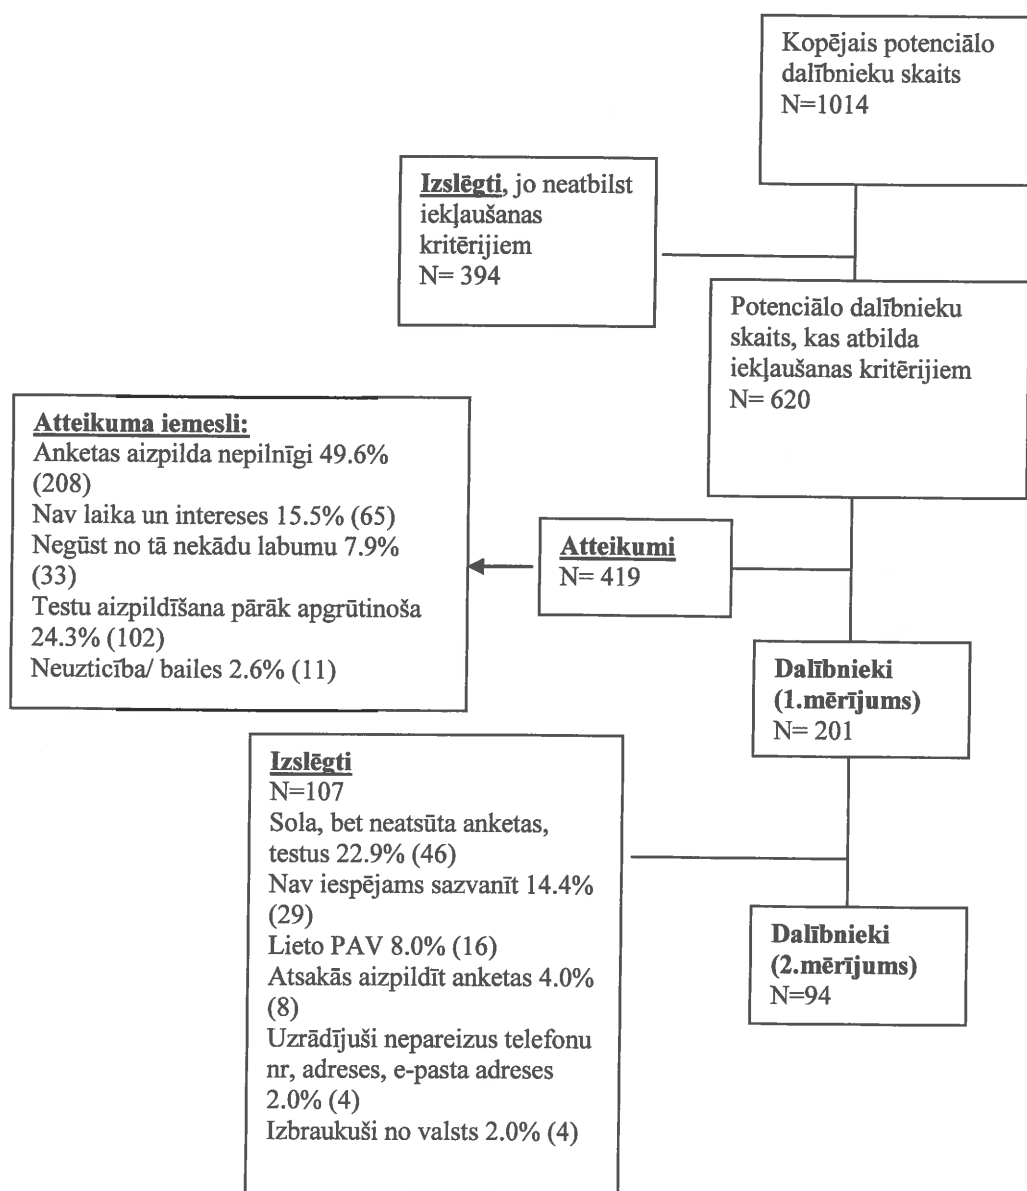 Kopējais potenciālo
dalībnieku skaits
N=1014
Izslēgti, jo neatbilst
iekļaušanas
kritērijiem
N= 394
Potenciālo dalībnieku
skaits, kas atbilda
iekļaušanas kritērijiem
N= 620
Atteikuma iemesli:
Anketas aizpilda nepilnīgi 49.6%
(208)
Nav laika un intereses 15.5% (65)
Negūst no tā nekādu labumu 7.9%
(33)
Testu aizpildīšana pārāk apgrūtinoša
24.3% (102)
Neuzticība/ bailes 2.6% (11)
Atteikumi
N= 419
Dalībnieki
(1.mērījums)
N= 201
Izslēgti
N=107
Sola, bet neatsūta anketas,
testus 22.9% (46)
Nav iespējams sazvanīt 14.4%
(29)
Lieto PAV 8.0% (16)
Atsakās aizpildīt anketas 4.0%
(8)
Uzrādījuši nepareizus telefonu
nr, adreses, e-pasta adreses
2.0% (4)
Izbraukuši no valsts 2.0% (4)
Dalībnieki
(2.mērījums)
N=94